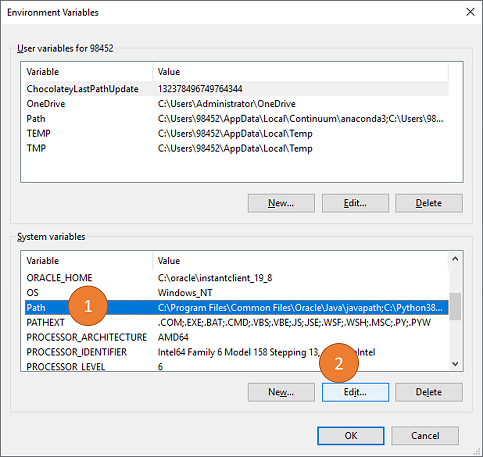 Environment Variables
User variables for 98452
Variable Value
ChocolateyLastPathUpdate 132378496749764344
OneDrive C:\Users\Administrator\OneDrive
Path C:\Users\98452\AppData\Local\Continuum\anaconda3;C:\Users\98...
TEMP C:\Users\98452\AppData\Local\Temp
TMP C:\Users\98452\AppData\Local\Temp
New... Edit... Delete
System variables
Variable Value
ORACLE_HOME C:\oracle\instantclient_19_8
OS Windows_NT
Path 1 C:\Program Files\Common Files\Oracle\Java\javapath;C:\Python38...
PATHEXT .COM;.EXE;.BAT;.CMD;.VBS;.VBE;.JS;.JSE;.WSF;.WSH;.MSC;.PY;.PYW
PROCESSOR_ARCHITECTURE AMD64
PROCESSOR_IDENTIFIER Intel64 Family 6 Model 158 Stepping 13, Intel
PROCESSOR_LEVEL 6
2
New... Edit... Delete
OK Cancel